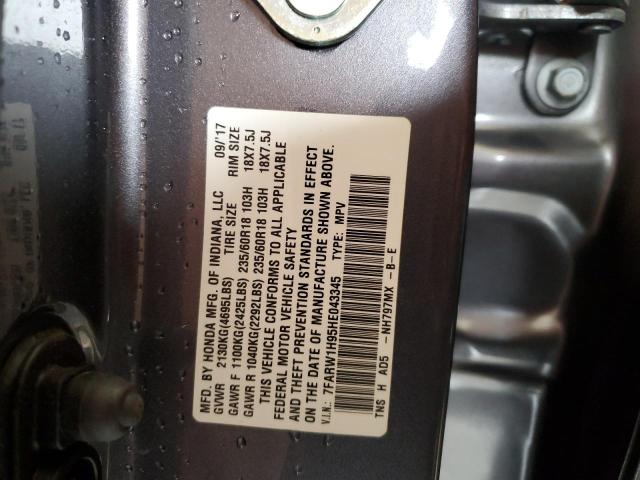 MFD. BY HONDA MFG. OF INDIANA, LLC 09/'17
GVWR 2130KG(4695LBS) TIRE SIZE RIM SIZE
GAWR F 1100KG(2425LBS) 235/60R18 103H 18X7.5J
GAWR R 1040KG(2292LBS) 235/60R18 103H 18X7.5J
THIS VEHICLE CONFORMS TO ALL APPLICABLE
FEDERAL MOTOR VEHICLE SAFETY
AND THEFT PREVENTION STANDARDS IN EFFECT
ON THE DATE OF MANUFACTURE SHOWN ABOVE.
V.I.N.: 7FARW1H95HE043345 TYPE: MPV
TNS H AD5 -NH797MX -B-E